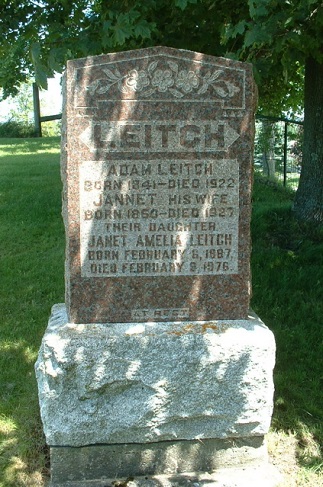 LEITCH
ADAM LEITCH
BORN 1841-DIED 1922
JANNET HIS WIFE
BORN 1850-DIED 1927
THEIR DAUGHTER
JANET AMELIA LEITCH
BORN FEBRUARY 6, 1887
DIED FEBRUARY 9, 1976
AT REST